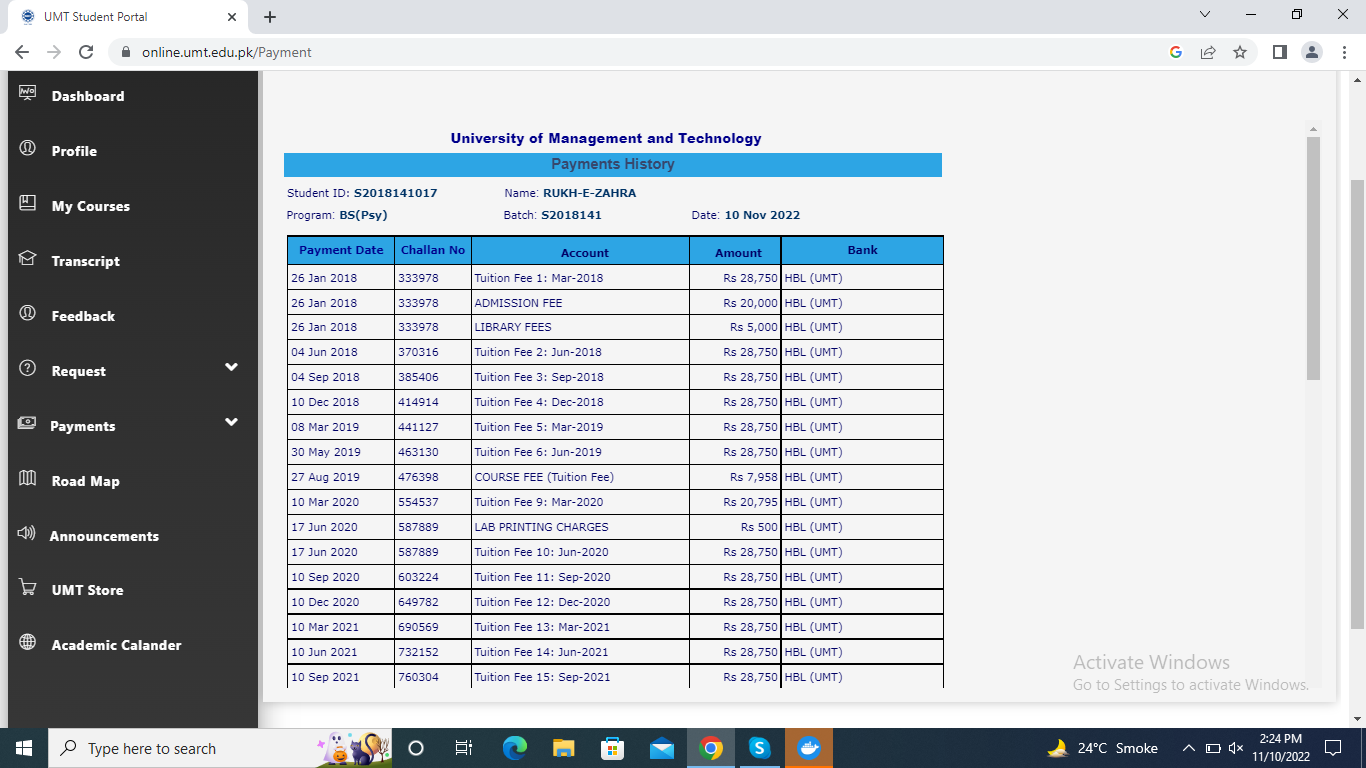 UMT Student Portal
online.umt.edu.pk/Payment
Dashboard
Profile
My Courses
Transcript
Feedback
Request
Payments
Road Map
Announcements
UMT Store
Academic Calander
University of Management and Technology
Payments History
Student ID: S2018141017 Name: RUKH-E-ZAHRA
Program: BS(Psy) Batch: S2018141 Date: 10 Nov 2022
Payment Date Challan No Account Amount Bank
26 Jan 2018 333978 Tuition Fee 1: Mar-2018 Rs 28,750 HBL (UMT)
26 Jan 2018 333978 ADMISSION FEE Rs 20,000 HBL (UMT)
26 Jan 2018 333978 LIBRARY FEES Rs 5,000 HBL (UMT)
04 Jun 2018 370316 Tuition Fee 2: Jun-2018 Rs 28,750 HBL (UMT)
04 Sep 2018 385406 Tuition Fee 3: Sep-2018 Rs 28,750 HBL (UMT)
10 Dec 2018 414914 Tuition Fee 4: Dec-2018 Rs 28,750 HBL (UMT)
08 Mar 2019 441127 Tuition Fee 5: Mar-2019 Rs 28,750 HBL (UMT)
30 May 2019 463130 Tuition Fee 6: Jun-2019 Rs 28,750 HBL (UMT)
27 Aug 2019 476398 COURSE FEE (Tuition Fee) Rs 7,958 HBL (UMT)
10 Mar 2020 554537 Tuition Fee 9: Mar-2020 Rs 20,795 HBL (UMT)
17 Jun 2020 587889 LAB PRINTING CHARGES Rs 500 HBL (UMT)
17 Jun 2020 587889 Tuition Fee 10: Jun-2020 Rs 28,750 HBL (UMT)
10 Sep 2020 603224 Tuition Fee 11: Sep-2020 Rs 28,750 HBL (UMT)
10 Dec 2020 649782 Tuition Fee 12: Dec-2020 Rs 28,750 HBL (UMT)
10 Mar 2021 690569 Tuition Fee 13: Mar-2021 Rs 28,750 HBL (UMT)
10 Jun 2021 732152 Tuition Fee 14: Jun-2021 Rs 28,750 HBL (UMT)
10 Sep 2021 760304 Tuition Fee 15: Sep-2021 Rs 28,750 HBL (UMT)
Activate Windows
Go to Settings to activate Windows.
Type here to search
24°C Smoke
2:24 PM
11/10/2022